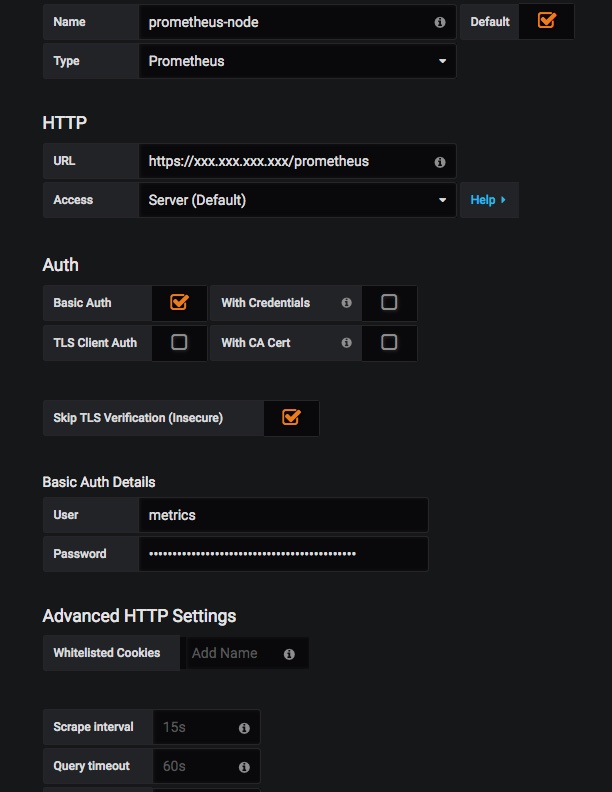 Name prometheus-node Default
Type Prometheus
HTTP
URL https://xxx.xxx.xxx.xxx/prometheus
Access Server (Default) Help
Auth
Basic Auth With Credentials
TLS Client Auth With CA Cert
Skip TLS Verification (Insecure)
Basic Auth Details
User metrics
Password ••••••••••••••••••••••••••••••••••••••••••••
Advanced HTTP Settings
Whitelisted Cookies Add Name
Scrape interval 15s
Query timeout 60s